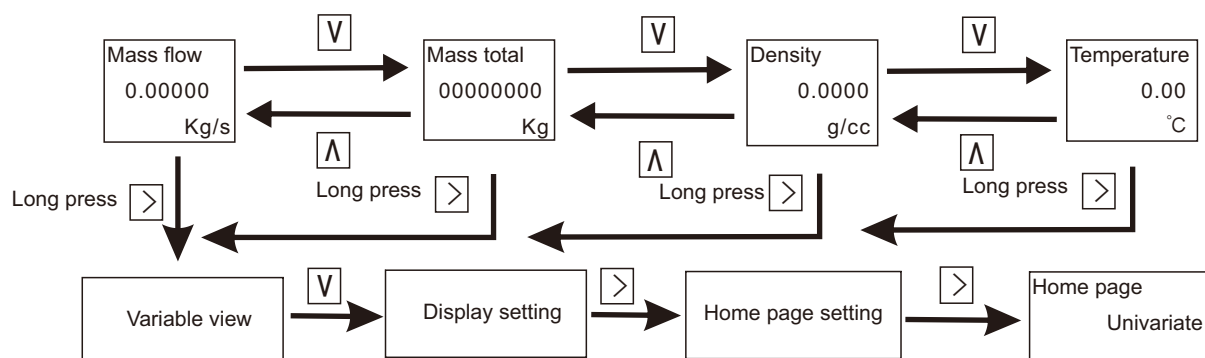 V
V
V
Mass flow
0.00000
Kg/s
Mass total
00000000
Kg
Density
0.0000
g/cc
Temperature
0.00
℃
Λ
Λ
Λ
Long press >
Long press >
Long press >
Long press >
Variable view
V
Display setting
>
Home page setting
>
Home page
Univariate